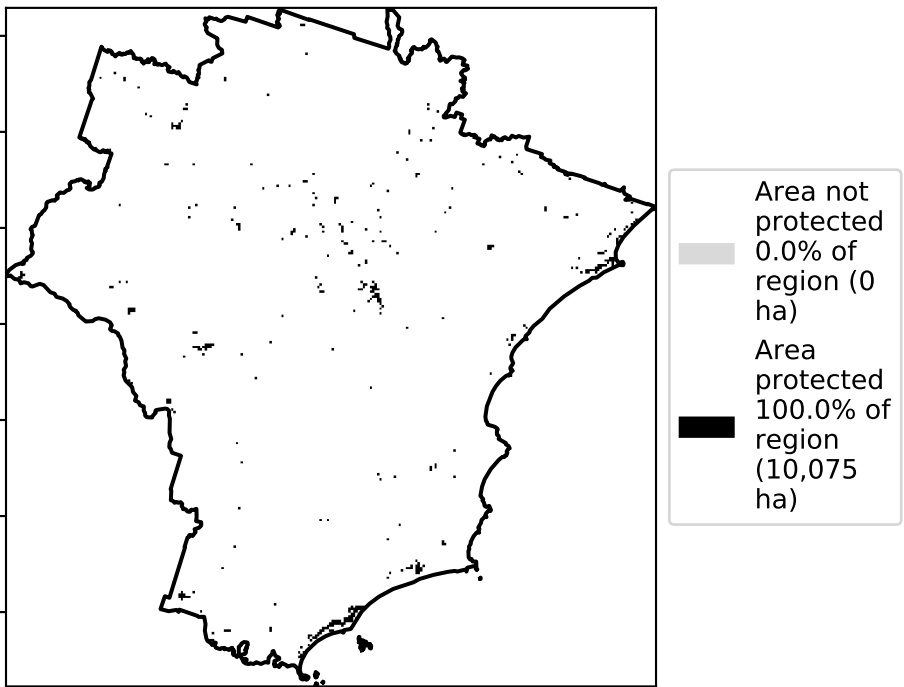 Area not
protected
0.0% of
region (0
ha)
Area
protected
100.0% of
region
(10,075
ha)